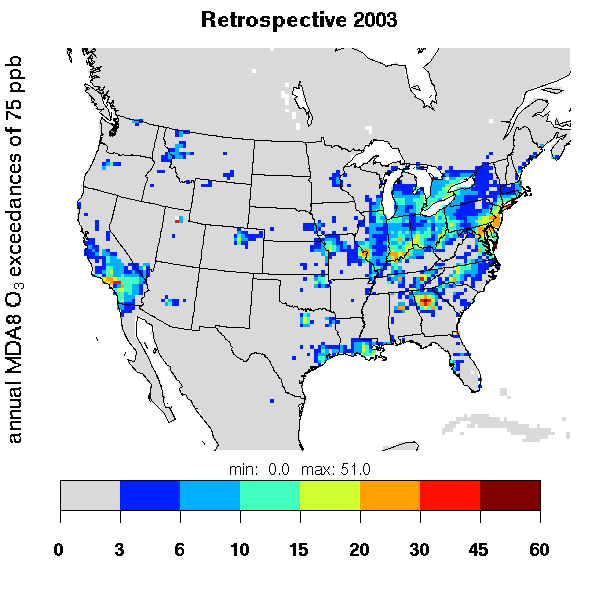 Retrospective 2003
annual MDA8 O₃ exceedances of 75 ppb
min: 0.0 max: 51.0
0 3 6 10 15 20 30 45 60